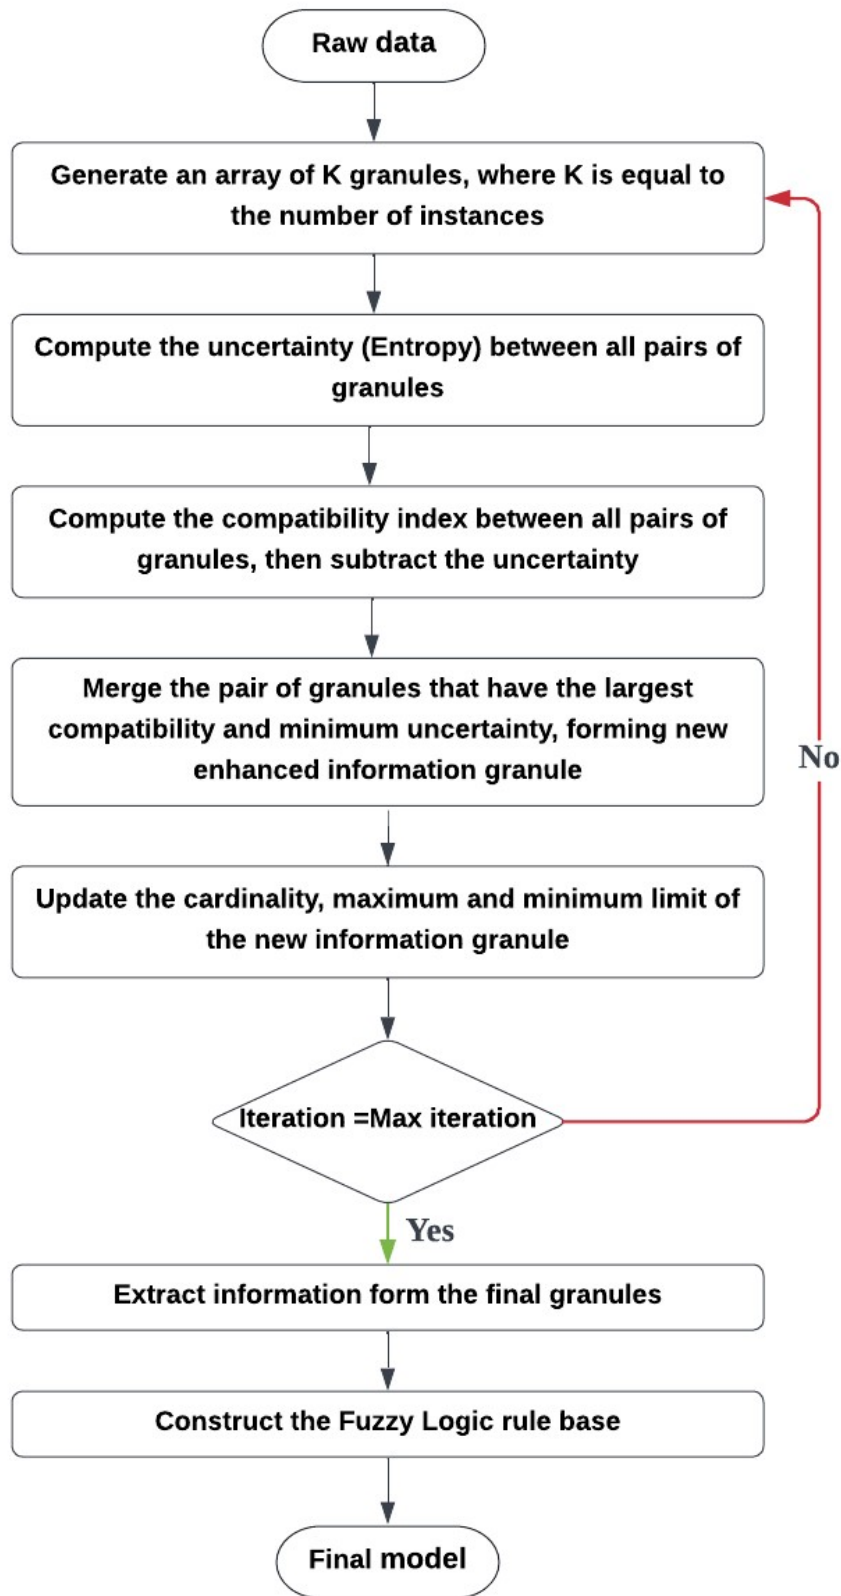 Raw data
Generate an array of K granules, where K is equal to
the number of instances
Compute the uncertainty (Entropy) between all pairs of
granules
Compute the compatibility index between all pairs of
granules, then subtract the uncertainty
Merge the pair of granules that have the largest
compatibility and minimum uncertainty, forming new
enhanced information granule
No
Update the cardinality, maximum and minimum limit of
the new information granule
Iteration =Max iteration
Yes
Extract information form the final granules
Construct the Fuzzy Logic rule base
Final model